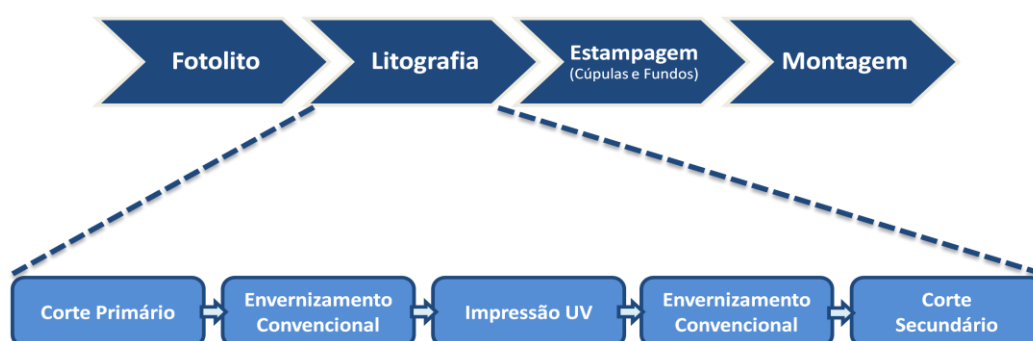 Fotolito
Litografia
Estampagem
(Cúpulas e Fundos)
Montagem
Corte Primário
Envernizamento
Convencional
Impressão UV
Envernizamento
Convencional
Corte
Secundário